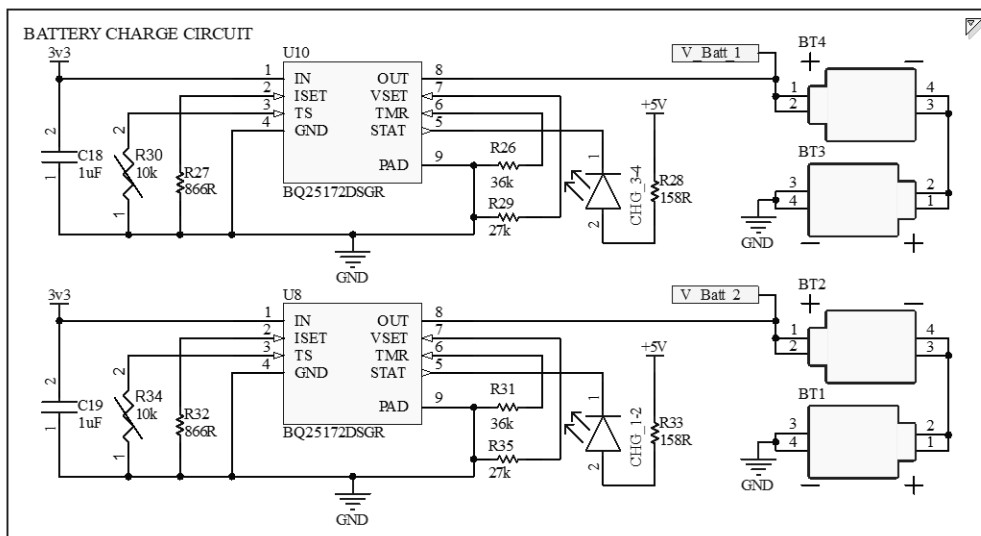 BATTERY CHARGE CIRCUIT
3v3
U10
1 IN OUT 8
2 ISET VSET 7
3 TS TMR 6
4 GND STAT 5
PAD 9
BQ25172DSGR
2
C18
1uF
1
2
R30
10k
1
R27
866R
R26
36k
R29
27k
GND
1
2
CHG_3-4
+5V
R28
158R
V_Batt_1
BT4
+ −
1 4
2 3
BT3
3 2
4 1
− +
GND
3v3
U8
1 IN OUT 8
2 ISET VSET 7
3 TS TMR 6
4 GND STAT 5
PAD 9
BQ25172DSGR
2
C19
1uF
1
2
R34
10k
1
R32
866R
R31
36k
R35
27k
GND
1
2
CHG_1-2
+5V
R33
158R
V_Batt_2
BT2
+ −
1 4
2 3
BT1
3 2
4 1
− +
GND